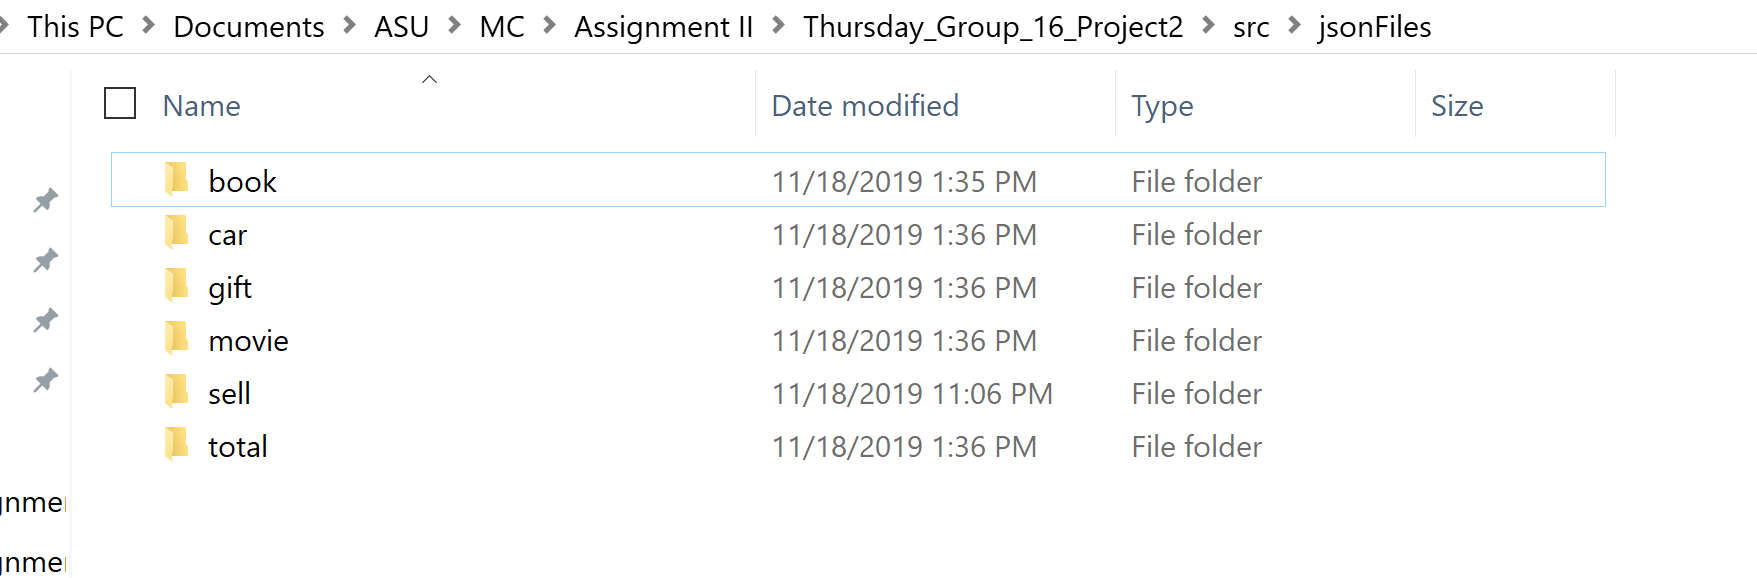 This PC > Documents > ASU > MC > Assignment II > Thursday_Group_16_Project2 > src > jsonFiles
Name Date modified Type Size
book 11/18/2019 1:35 PM File folder
car 11/18/2019 1:36 PM File folder
gift 11/18/2019 1:36 PM File folder
movie 11/18/2019 1:36 PM File folder
sell 11/18/2019 11:06 PM File folder
total 11/18/2019 1:36 PM File folder